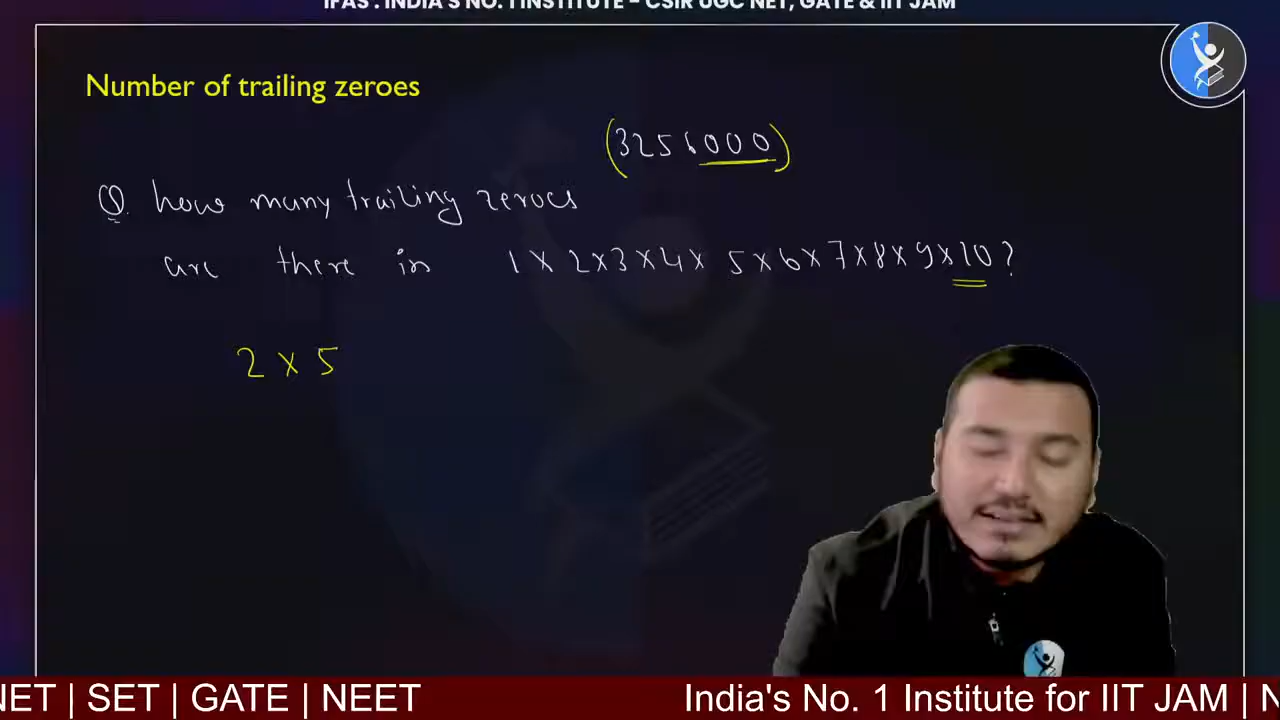 IFAS : INDIA'S NO. 1 INSTITUTE - CSIR UGC NET, GATE & IIT JAM
Number of trailing zeroes
(3256000)
Q. how many trailing zeroes
are there in 1 × 2 × 3 × 4 × 5 × 6 × 7 × 8 × 9 × 10 ?
2 × 5
NET | SET | GATE | NEET India's No. 1 Institute for IIT JAM | N